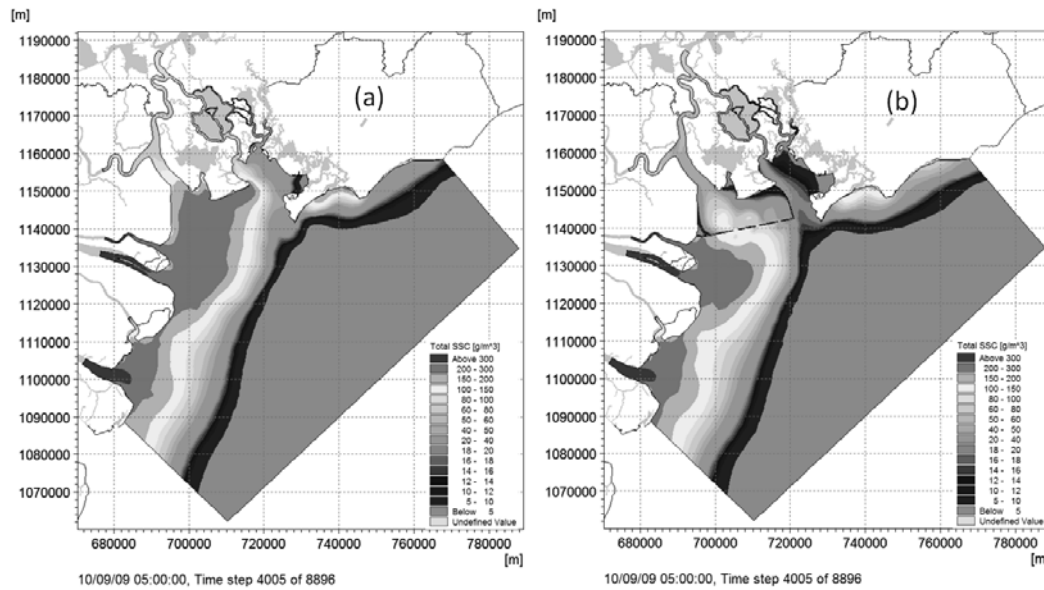 [m]
1190000
1180000
1170000
1160000
1150000
1140000
1130000
1120000
1110000
1100000
1090000
1080000
1070000
(a)
Total SSC [g/m^3]
Above 300
200 - 300
150 - 200
100 - 150
80 - 100
60 - 80
50 - 60
40 - 50
20 - 40
18 - 20
16 - 18
14 - 16
12 - 14
10 - 12
5 - 10
Below 5
Undefined Value
680000 700000 720000 740000 760000 780000
[m]
10/09/09 05:00:00, Time step 4005 of 8896
[m]
1190000
1180000
1170000
1160000
1150000
1140000
1130000
1120000
1110000
1100000
1090000
1080000
1070000
(b)
Total SSC [g/m^3]
Above 300
200 - 300
150 - 200
100 - 150
80 - 100
60 - 80
50 - 60
40 - 50
20 - 40
18 - 20
16 - 18
14 - 16
12 - 14
10 - 12
5 - 10
Below 5
Undefined Value
680000 700000 720000 740000 760000 780000
[m]
10/09/09 05:00:00, Time step 4005 of 8896